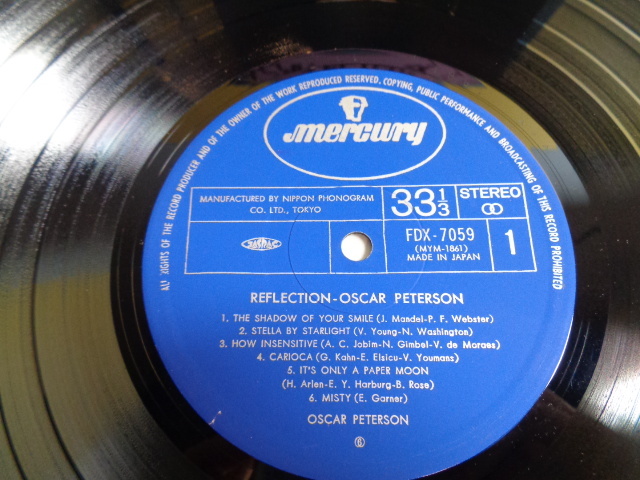 ALL RIGHTS OF THE RECORD PRODUCER AND OF THE OWNER OF THE WORK REPRODUCED RESERVED. COPYING, PUBLIC PERFORMANCE AND BROADCASTING OF THIS RECORD PROHIBITED
mercury
MANUFACTURED BY NIPPON PHONOGRAM
CO. LTD., TOKYO
33 1/3
STEREO
FDX-7059
(MYM-1861)
MADE IN JAPAN
1
REFLECTION-OSCAR PETERSON
1. THE SHADOW OF YOUR SMILE (J. Mandel-P. F. Webster)
2. STELLA BY STARLIGHT (V. Young-N. Washington)
3. HOW INSENSITIVE (A. C. Jobim-N. Gimbel-V. de Moraes)
4. CARIOCA (G. Kahn-E. Elsicu-V. Youmans)
5. IT'S ONLY A PAPER MOON
(H. Arlen-E. Y. Harburg-B. Rose)
6. MISTY (E. Garner)
OSCAR PETERSON